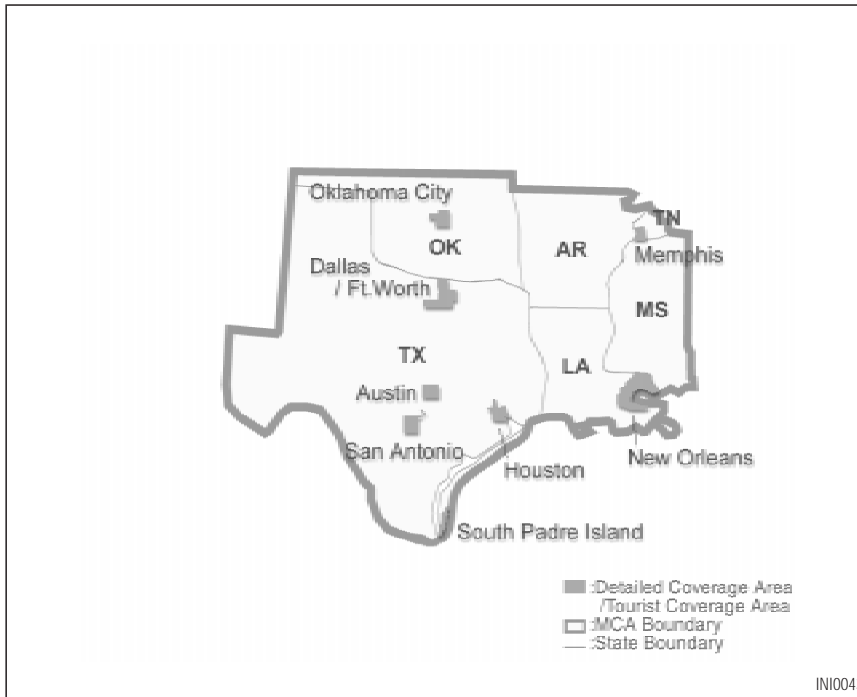 Oklahoma City
TN
OK
AR
Memphis
Dallas
/ Ft.Worth
MS
TX
LA
Austin
San Antonio
New Orleans
Houston
South Padre Island
:Detailed Coverage Area
/Tourist Coverage Area
:MCA Boundary
:State Boundary
INI004